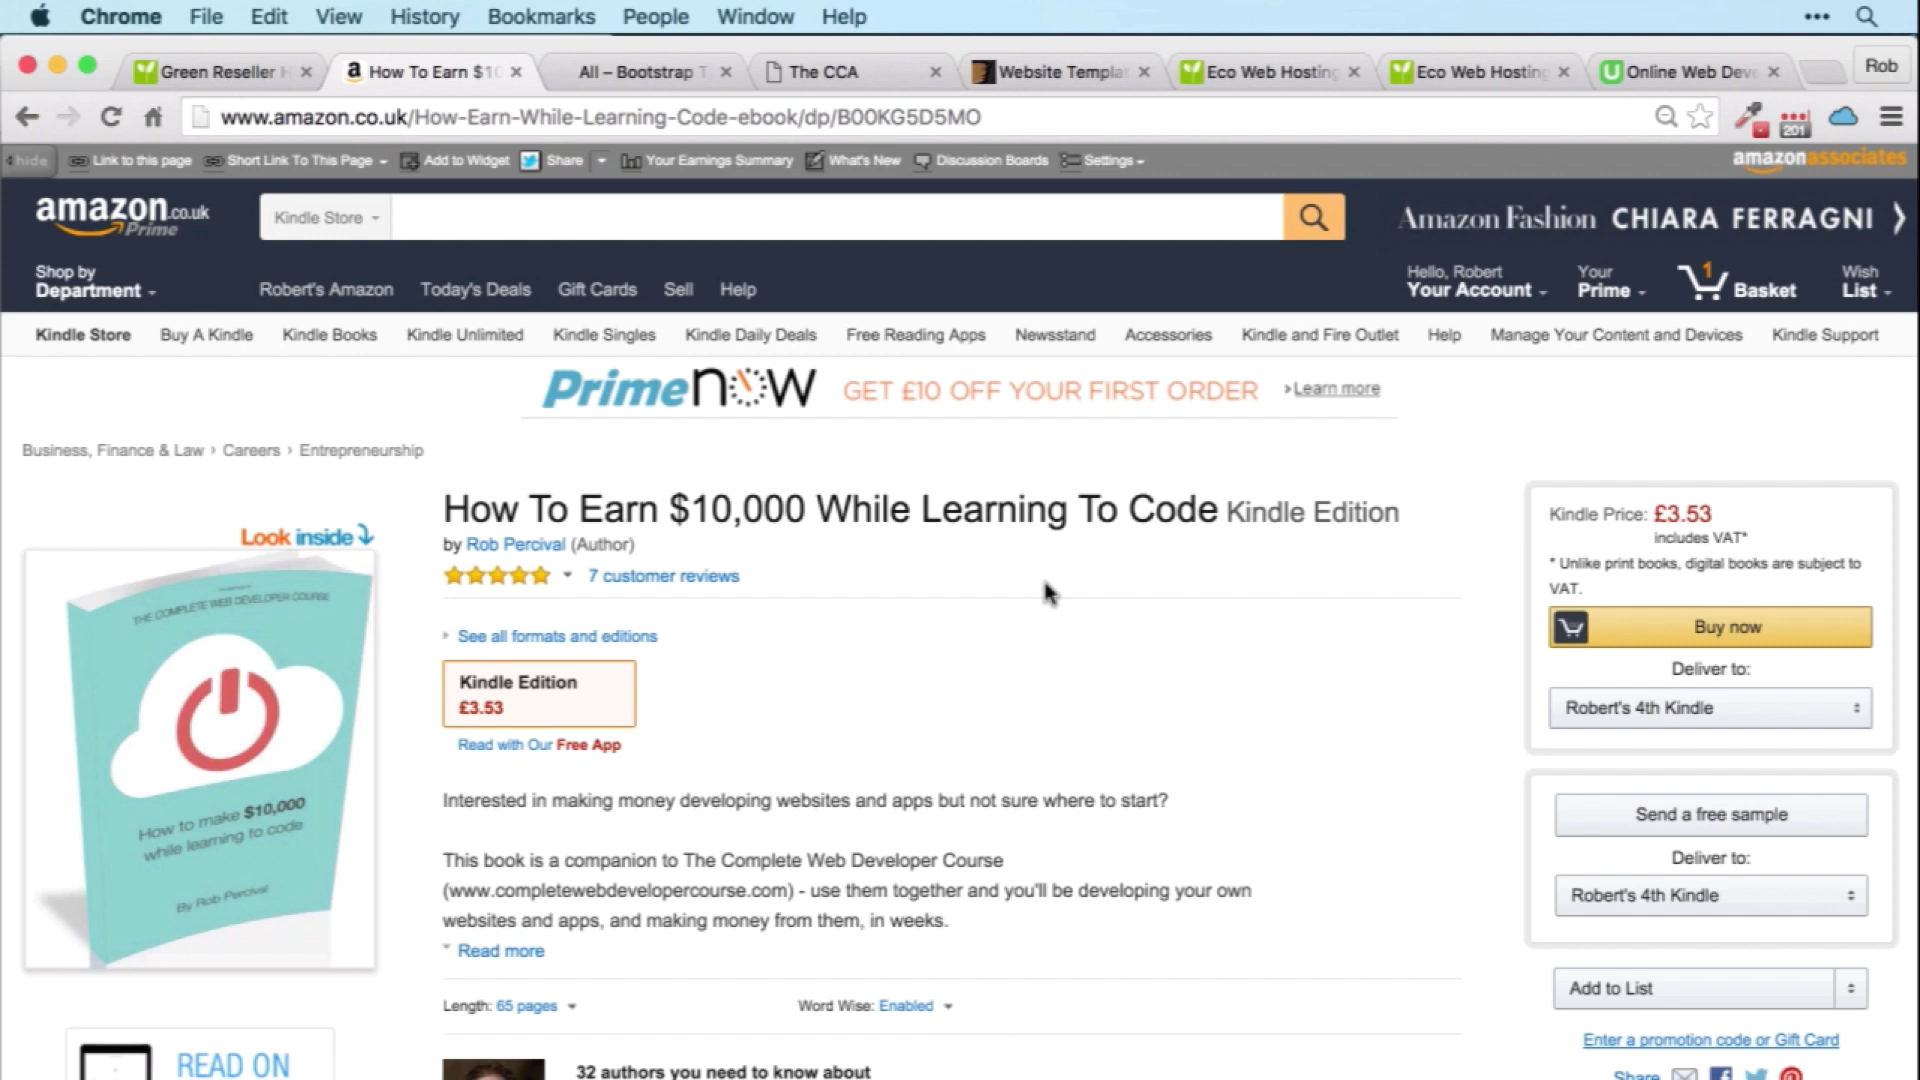 Chrome File Edit View History Bookmarks People Window Help
Green Reseller H How To Earn $10 All – Bootstrap T The CCA Website Templat Eco Web Hosting Eco Web Hosting Online Web Deve Rob
www.amazon.co.uk/How-Earn-While-Learning-Code-ebook/dp/B00KG5D5MO 201
hide Link to this page Short Link To This Page Add to Widget Share Your Earnings Summary What's New Discussion Boards Settings amazonassociates
amazon.co.uk Prime Kindle Store Amazon Fashion CHIARA FERRAGNI
Shop by Department Robert's Amazon Today's Deals Gift Cards Sell Help Hello, Robert Your Account Your Prime 1 Basket Wish List
Kindle Store Buy A Kindle Kindle Books Kindle Unlimited Kindle Singles Kindle Daily Deals Free Reading Apps Newsstand Accessories Kindle and Fire Outlet Help Manage Your Content and Devices Kindle Support
Prime now GET £10 OFF YOUR FIRST ORDER ›Learn more
Business, Finance & Law › Careers › Entrepreneurship
Look inside
THE COMPLETE WEB DEVELOPER COURSE
How to make $10,000
while learning to code
By Rob Percival
READ ON
How To Earn $10,000 While Learning To Code Kindle Edition
by Rob Percival (Author)
7 customer reviews
See all formats and editions
Kindle Edition
£3.53
Read with Our Free App
Interested in making money developing websites and apps but not sure where to start?
This book is a companion to The Complete Web Developer Course
(www.completewebdevelopercourse.com) - use them together and you'll be developing your own
websites and apps, and making money from them, in weeks.
Read more
Length: 65 pages Word Wise: Enabled
32 authors you need to know about
Kindle Price: £3.53
includes VAT*
* Unlike print books, digital books are subject to
VAT.
Buy now
Deliver to:
Robert's 4th Kindle
Send a free sample
Deliver to:
Robert's 4th Kindle
Add to List
Enter a promotion code or Gift Card
Share